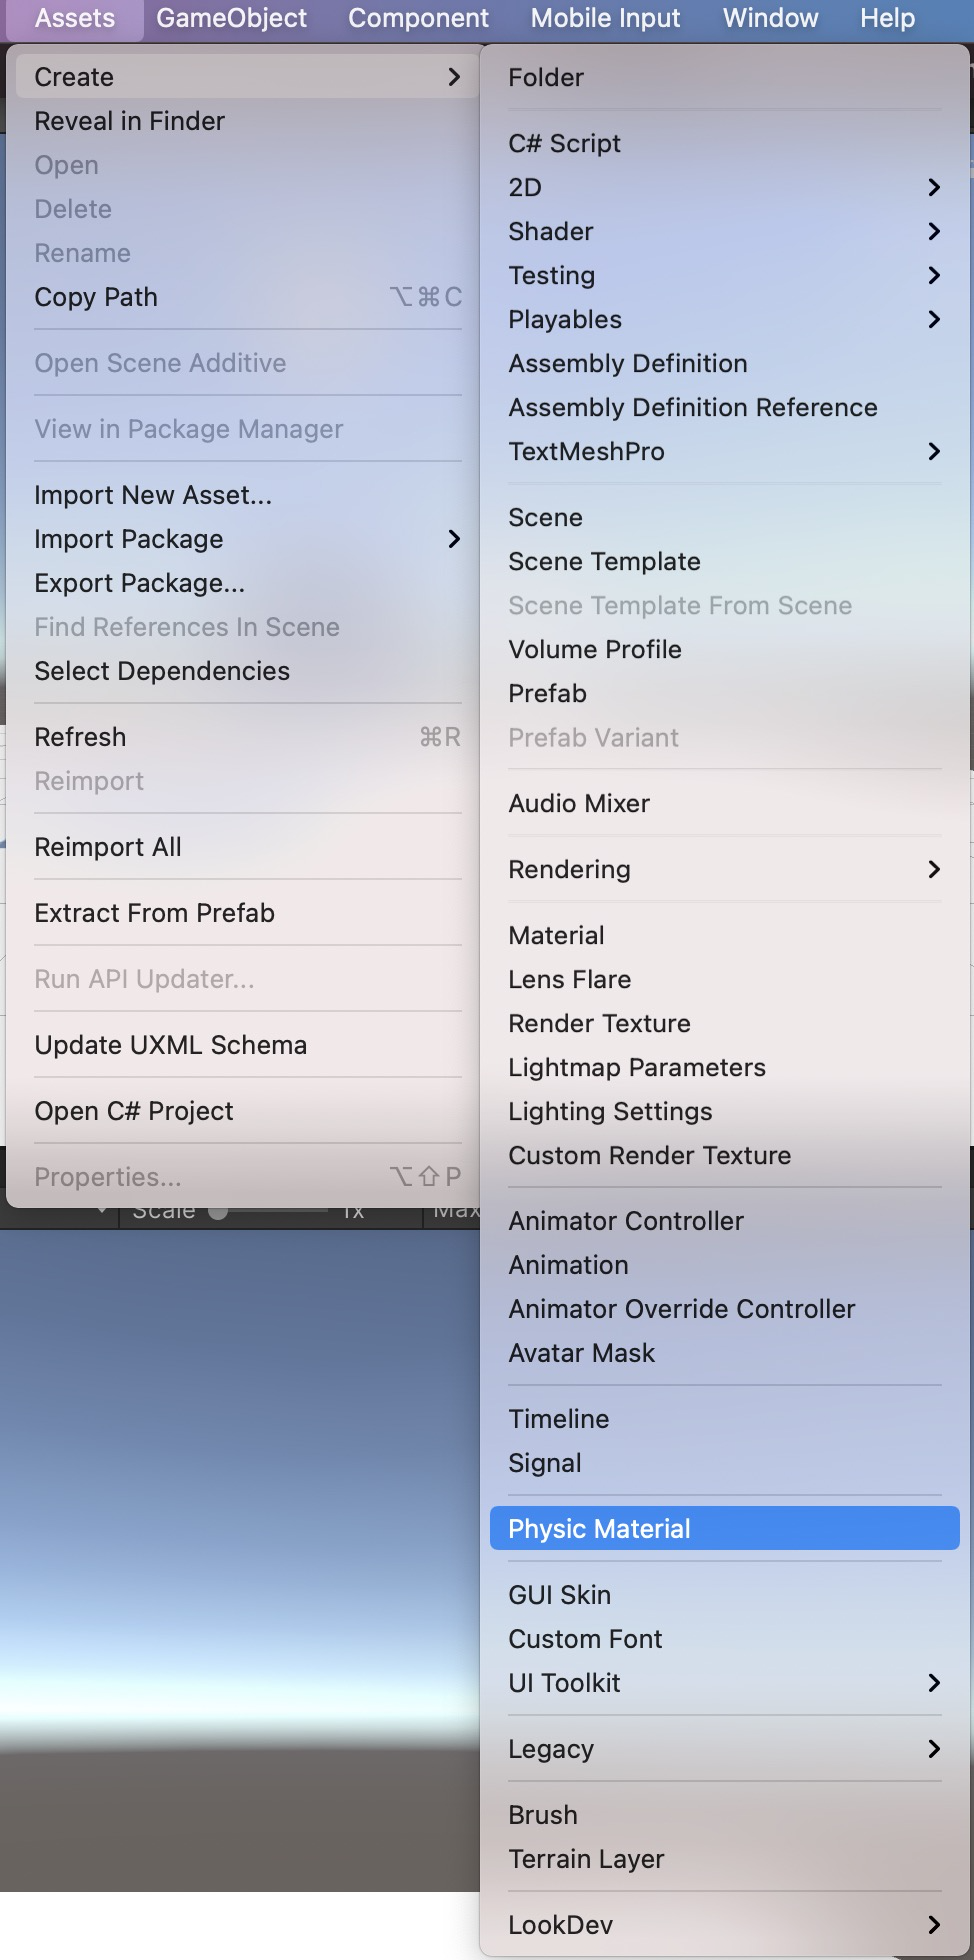 Assets GameObject Component Mobile Input Window Help
Create
Reveal in Finder
Open
Delete
Rename
Copy Path ⌥⌘C
Open Scene Additive
View in Package Manager
Import New Asset...
Import Package
Export Package...
Find References In Scene
Select Dependencies
Refresh ⌘R
Reimport
Reimport All
Extract From Prefab
Run API Updater...
Update UXML Schema
Open C# Project
Properties... ⌥⇧P
Scale 1x Max
Folder
C# Script
2D
Shader
Testing
Playables
Assembly Definition
Assembly Definition Reference
TextMeshPro
Scene
Scene Template
Scene Template From Scene
Volume Profile
Prefab
Prefab Variant
Audio Mixer
Rendering
Material
Lens Flare
Render Texture
Lightmap Parameters
Lighting Settings
Custom Render Texture
Animator Controller
Animation
Animator Override Controller
Avatar Mask
Timeline
Signal
Physic Material
GUI Skin
Custom Font
UI Toolkit
Legacy
Brush
Terrain Layer
LookDev